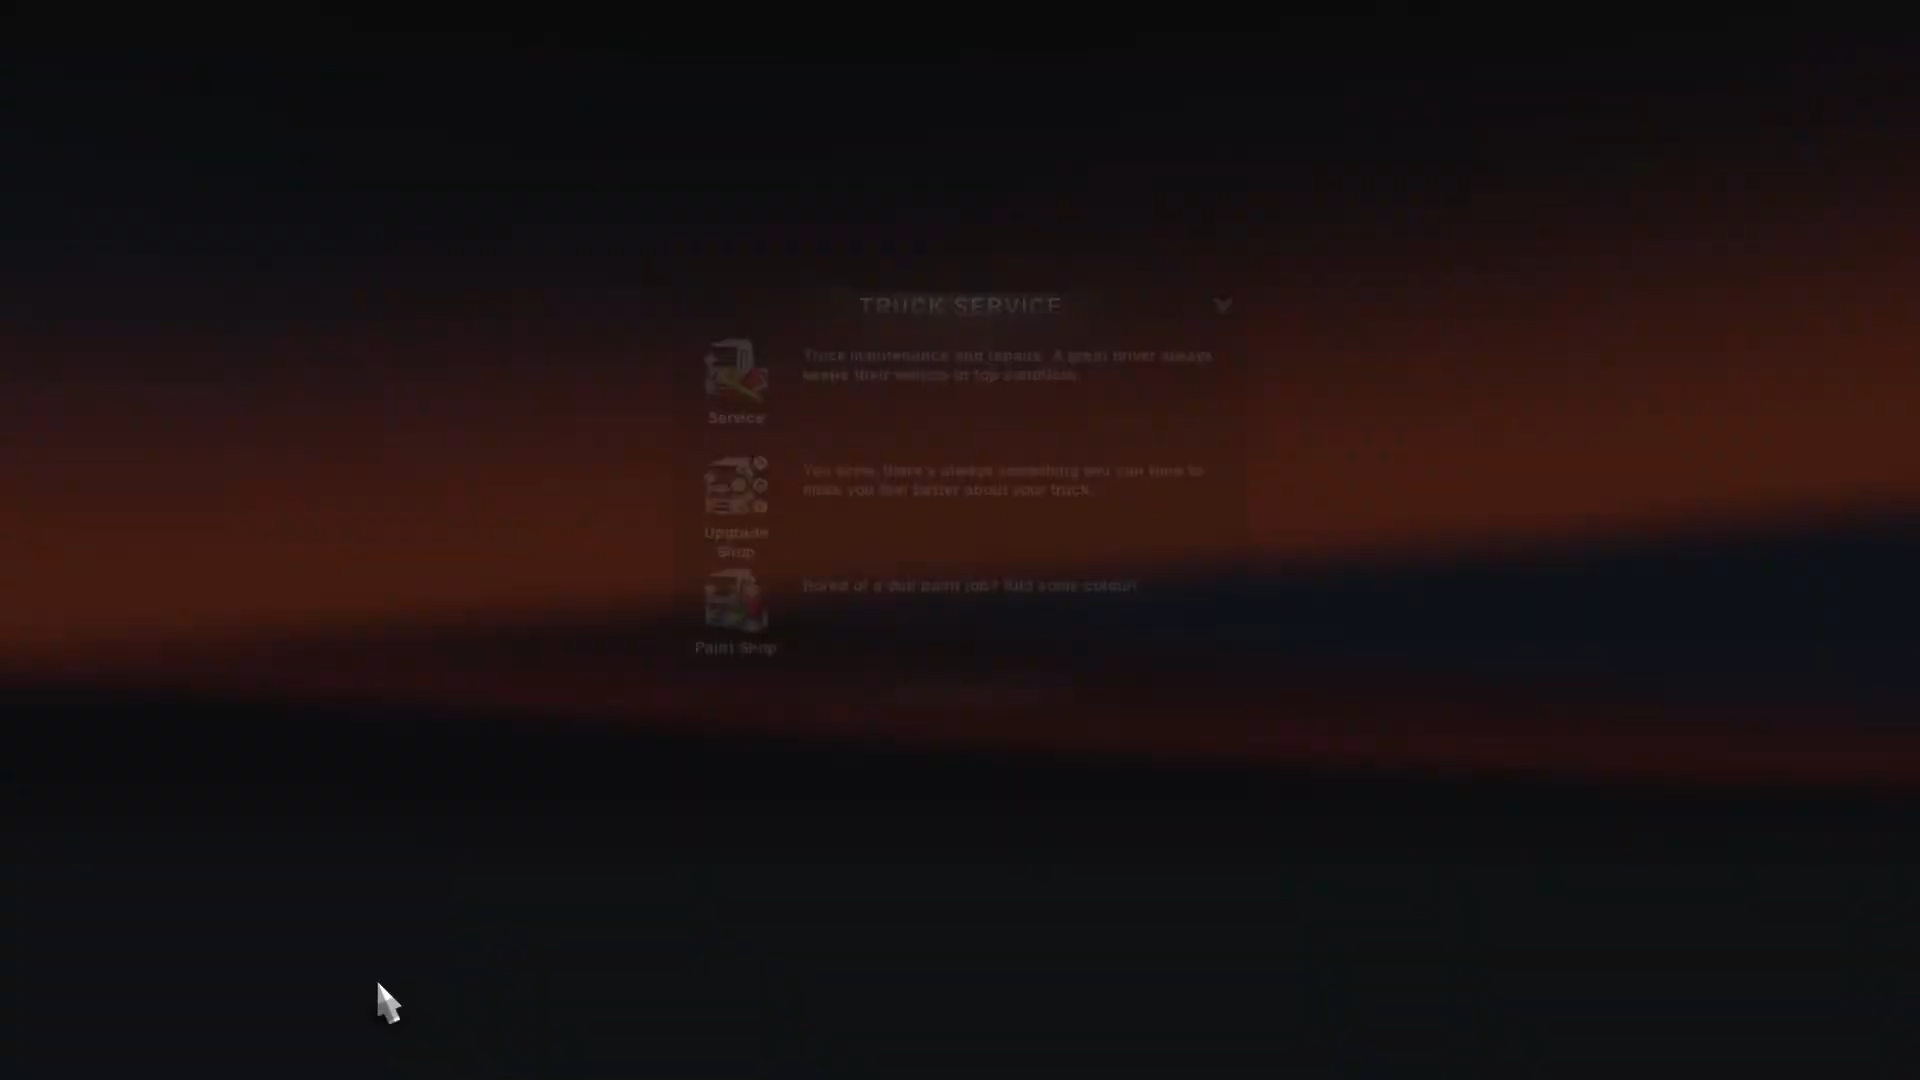 TRUCK SERVICE
Truck maintenance and repairs. A great driver always
keeps their vehicle in top condition.
Service
You know, there's always something you can tune to
make you feel better about your truck.
Upgrade
Shop
Bored of a dull paint job? Add some colour!
Paint Shop